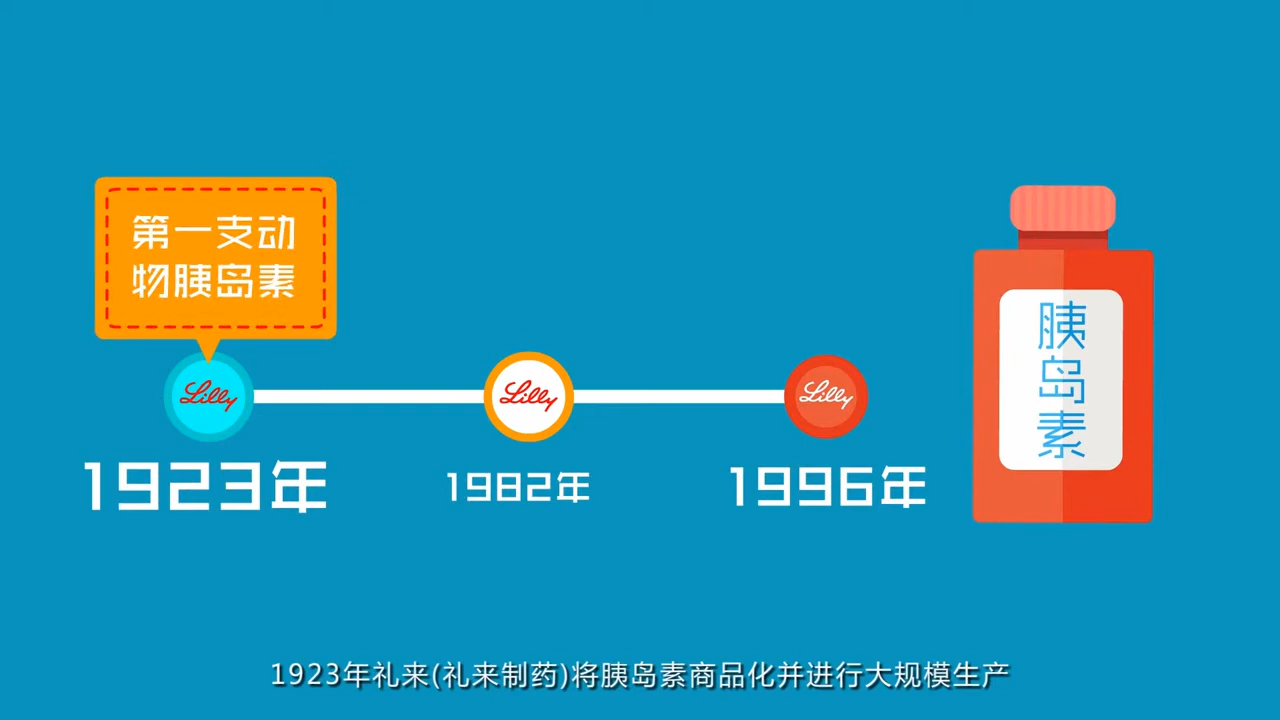 第一支动
物胰岛素
Lilly
Lilly
Lilly
1923年
1982年
1996年
胰
岛
素
1923年礼来(礼来制药)将胰岛素商品化并进行大规模生产